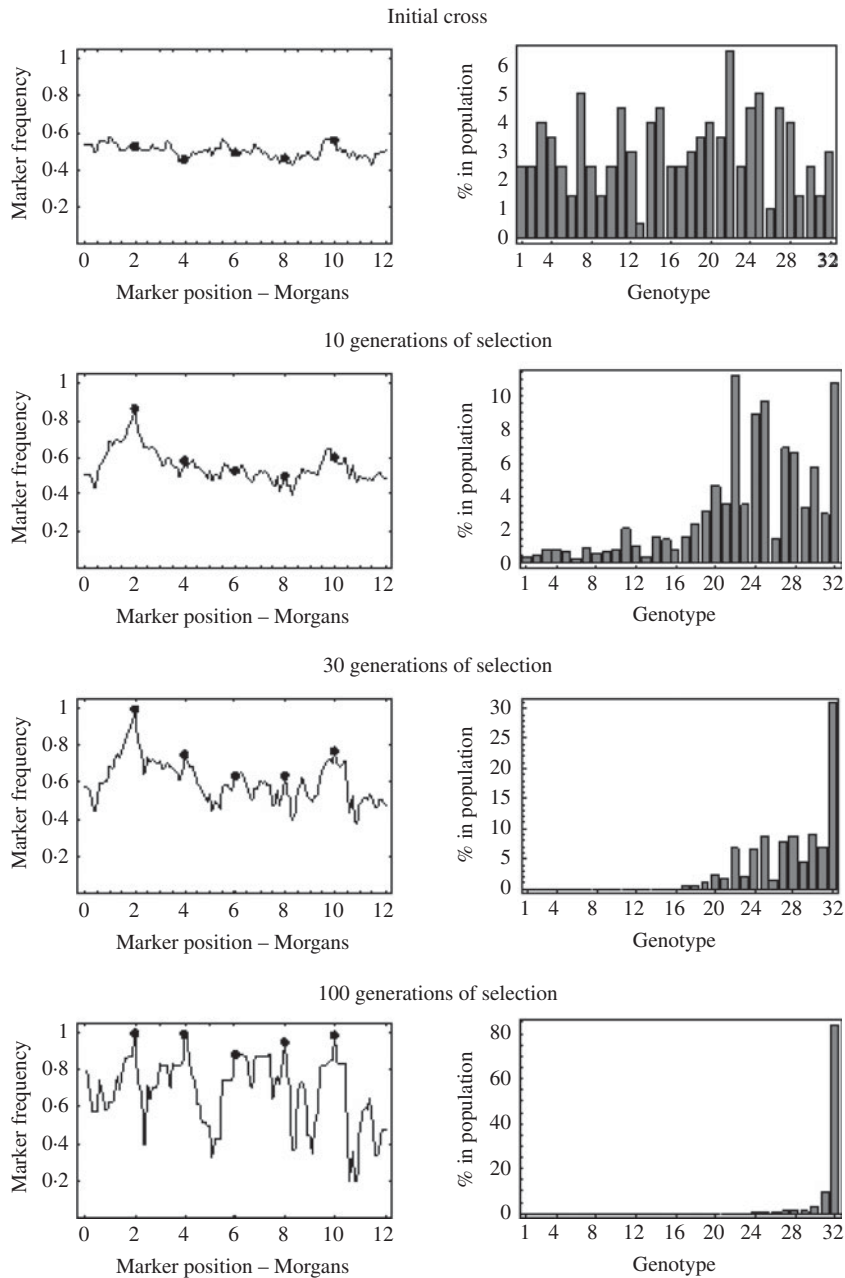 Initial cross
Marker frequency
1
0·8
0·6
0·4
0·2
0 2 4 6 8 10 12
Marker position – Morgans
% in population
6
5
4
3
2
1
0
1 4 8 12 16 20 24 28 32
Genotype
10 generations of selection
Marker frequency
1
0·8
0·6
0·4
0·2
0 2 4 6 8 10 12
Marker position – Morgans
% in population
10
8
6
4
2
0
1 4 8 12 16 20 24 28 32
Genotype
30 generations of selection
Marker frequency
1
0·8
0·6
0·4
0·2
0 2 4 6 8 10 12
Marker position – Morgans
% in population
30
25
20
15
10
5
0
1 4 8 12 16 20 24 28 32
Genotype
100 generations of selection
Marker frequency
1
0·8
0·6
0·4
0·2
0 2 4 6 8 10 12
Marker position – Morgans
% in population
80
60
40
20
0
1 4 8 12 16 20 24 28 32
Genotype